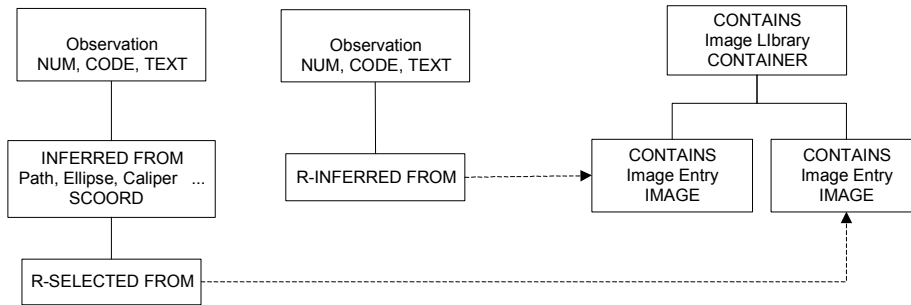 Observation
NUM, CODE, TEXT
INFERRED FROM
Path, Ellipse, Caliper ...
SCOORD
R-SELECTED FROM
Observation
NUM, CODE, TEXT
R-INFERRED FROM
CONTAINS
Image LIbrary
CONTAINER
CONTAINS
Image Entry
IMAGE
CONTAINS
Image Entry
IMAGE